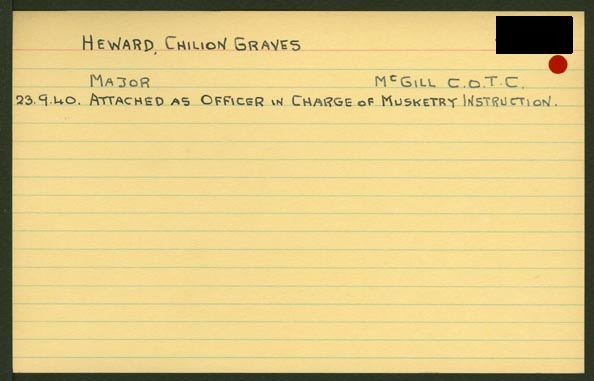 HEWARD, CHILION GRAVES
MAJOR McGILL C.O.T.C.
23.9.40. ATTACHED AS OFFICER IN CHARGE OF MUSKETRY INSTRUCTION.